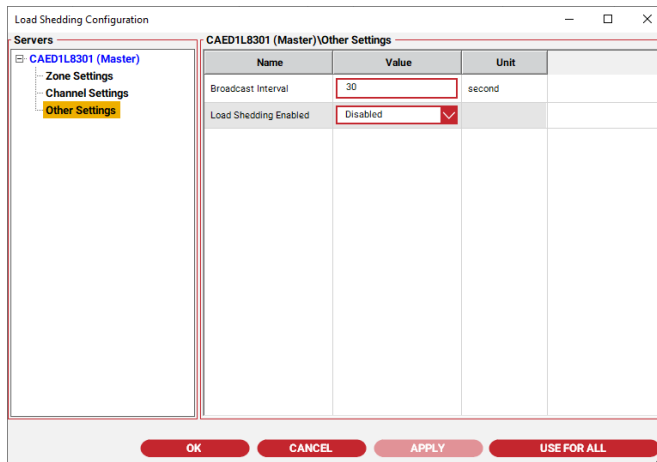 Load Shedding Configuration
Servers
CAED1L8301 (Master)
Zone Settings
Channel Settings
Other Settings
CAED1L8301 (Master)\Other Settings
Name Value Unit
Broadcast Interval 30 second
Load Shedding Enabled Disabled
OK CANCEL APPLY USE FOR ALL